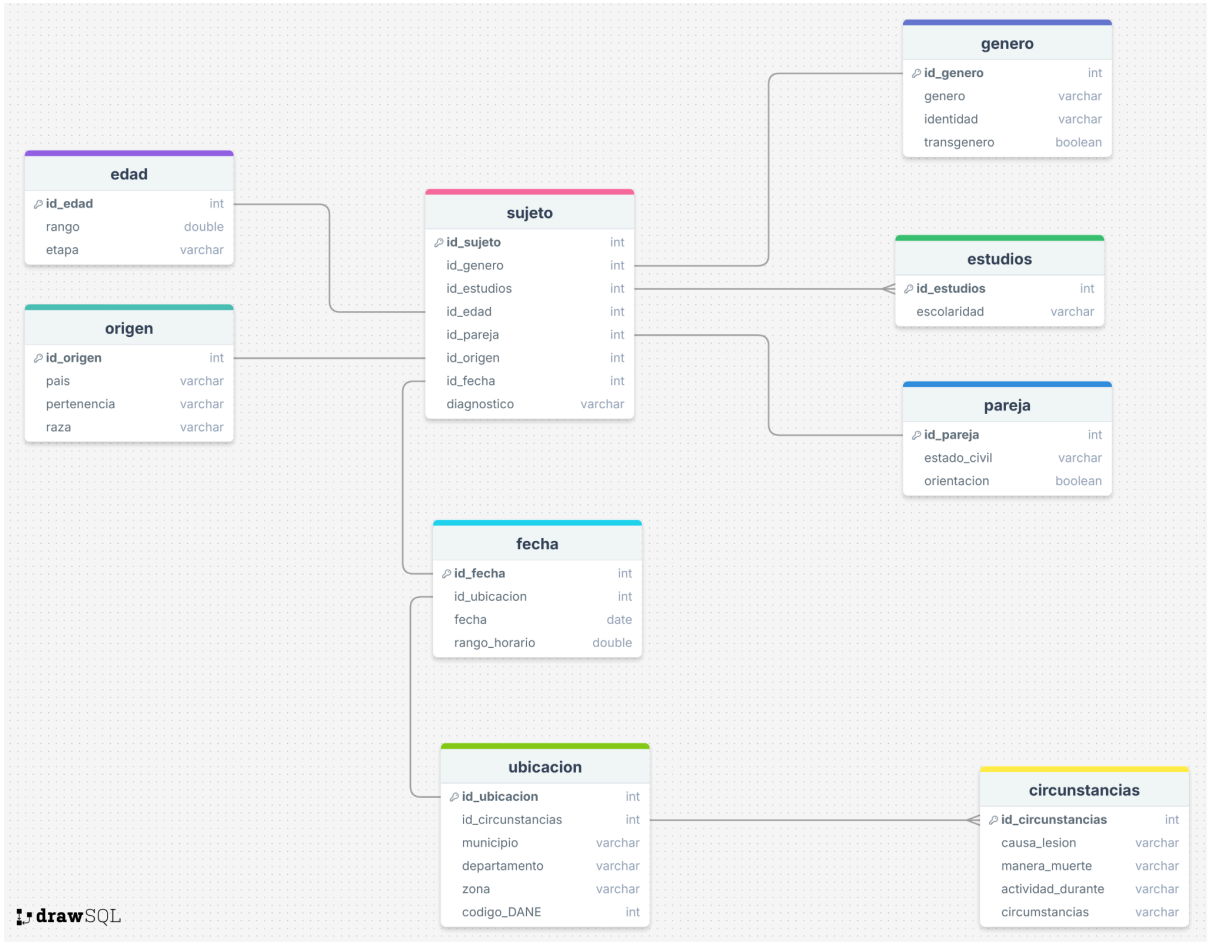 genero
id_genero int
genero varchar
identidad varchar
transgenero boolean
edad
id_edad int
rango double
etapa varchar
sujeto
id_sujeto int
id_genero int
id_estudios int
id_edad int
id_pareja int
id_origen int
id_fecha int
diagnostico varchar
estudios
id_estudios int
escolaridad varchar
origen
id_origen int
pais varchar
pertenencia varchar
raza varchar
pareja
id_pareja int
estado_civil varchar
orientacion boolean
fecha
id_fecha int
id_ubicacion int
fecha date
rango_horario double
ubicacion
id_ubicacion int
id_circunstancias int
municipio varchar
departamento varchar
zona varchar
codigo_DANE int
circunstancias
id_circunstancias int
causa_lesion varchar
manera_muerte varchar
actividad_durante varchar
circumstancias varchar
drawSQL